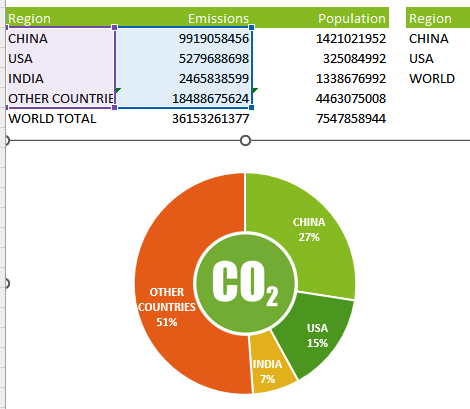 Region Emissions Population Region
CHINA 9919058456 1421021952 CHINA
USA 5279688698 325084992 USA
INDIA 2465838599 1338676992 WORLD
OTHER COUNTRIE 18488675624 4463075008
WORLD TOTAL 36153261377 7547858944
CHINA
27%
CO2
OTHER
COUNTRIES
51%
USA
15%
INDIA
7%